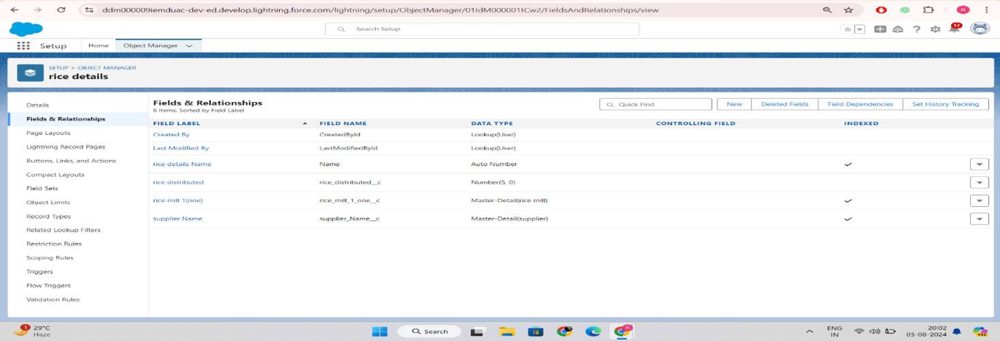 ddm000009iemduac-dev-ed.develop.lightning.force.com/lightning/setup/ObjectManager/01IdM000001tCw2/FieldsAndRelationships/view
R
Search Setup
12
Setup Home Object Manager
SETUP > OBJECT MANAGER
rice details
Details
Fields & Relationships
Page Layouts
Lightning Record Pages
Buttons, Links, and Actions
Compact Layouts
Field Sets
Object Limits
Record Types
Related Lookup Filters
Restriction Rules
Scoping Rules
Triggers
Flow Triggers
Validation Rules
Fields & Relationships
6 Items, Sorted by Field Label
Quick Find New Deleted Fields Field Dependencies Set History Tracking
FIELD LABEL FIELD NAME DATA TYPE CONTROLLING FIELD INDEXED
Created By CreatedById Lookup(User)
Last Modified By LastModifiedById Lookup(User)
rice details Name Name Auto Number
rice distributed rice_distributed__c Number(5, 0)
rice mill 1(one) rice_mill_1_one__c Master-Detail(rice mill)
supplier Name supplier_Name__c Master-Detail(supplier)
1
29°C
Haze
Search
R
ENG
IN
20:02
05-08-2024
PRE